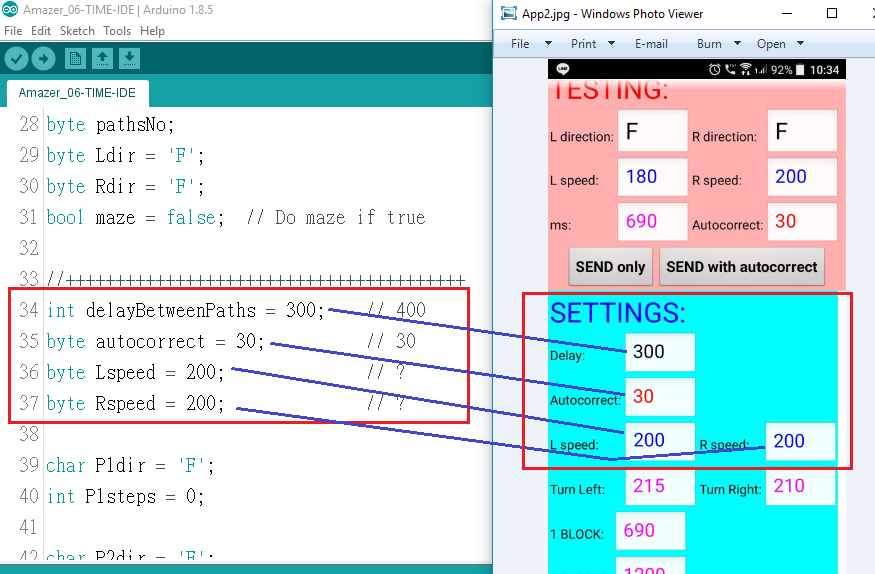 Amazer_06-TIME-IDE | Arduino 1.8.5
File Edit Sketch Tools Help
Amazer_06-TIME-IDE
28 byte pathsNo;
29 byte Ldir = 'F';
30 byte Rdir = 'F';
31 bool maze = false;  // Do maze if true
32
33 //++++++++++++++++++++++++++++++++++++++++
34 int delayBetweenPaths = 300;    // 400
35 byte autocorrect = 30;          // 30
36 byte Lspeed = 200;              // ?
37 byte Rspeed = 200;              // ?
38
39 char P1dir = 'F';
40 int P1steps = 0;
41
42 char P2dir = 'F';
App2.jpg - Windows Photo Viewer
File Print E-mail Burn Open
LINE 92% 10:34
TESTING:
L direction: F R direction: F
L speed: 180 R speed: 200
ms: 690 Autocorrect: 30
SEND only SEND with autocorrect
SETTINGS:
Delay: 300
Autocorrect: 30
L speed: 200 R speed: 200
Turn Left: 215 Turn Right: 210
1 BLOCK: 690
1200